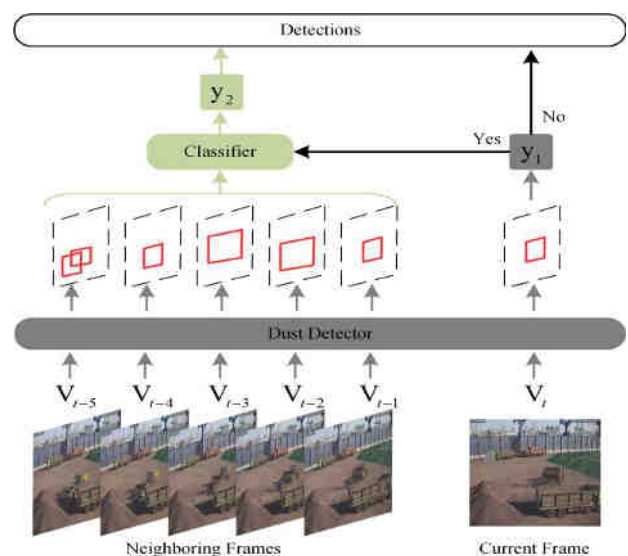 Detections
y₂
No
Yes
Classifier
y₁
Dust Detector
Vₜ₋₅ Vₜ₋₄ Vₜ₋₃ Vₜ₋₂ Vₜ₋₁ Vₜ
Neighboring Frames Current Frame